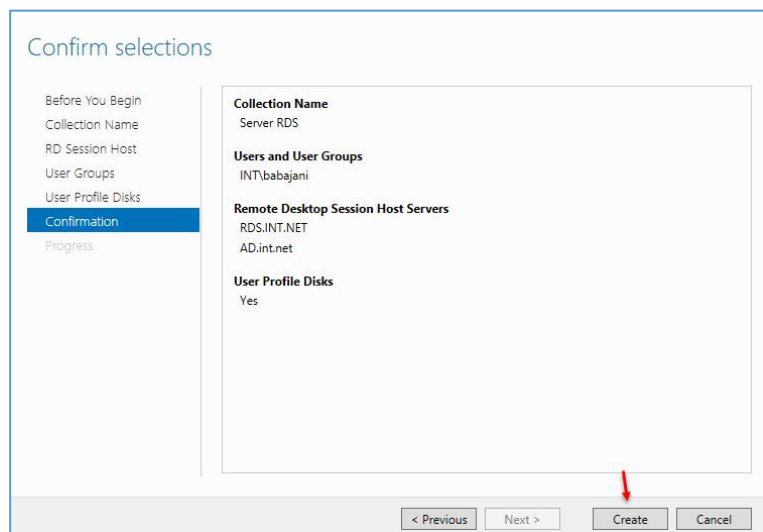 Confirm selections
Before You Begin
Collection Name
RD Session Host
User Groups
User Profile Disks
Confirmation
Progress
Collection Name
Server RDS
Users and User Groups
INT\babajani
Remote Desktop Session Host Servers
RDS.INT.NET
AD.int.net
User Profile Disks
Yes
< Previous
Next >
Create
Cancel